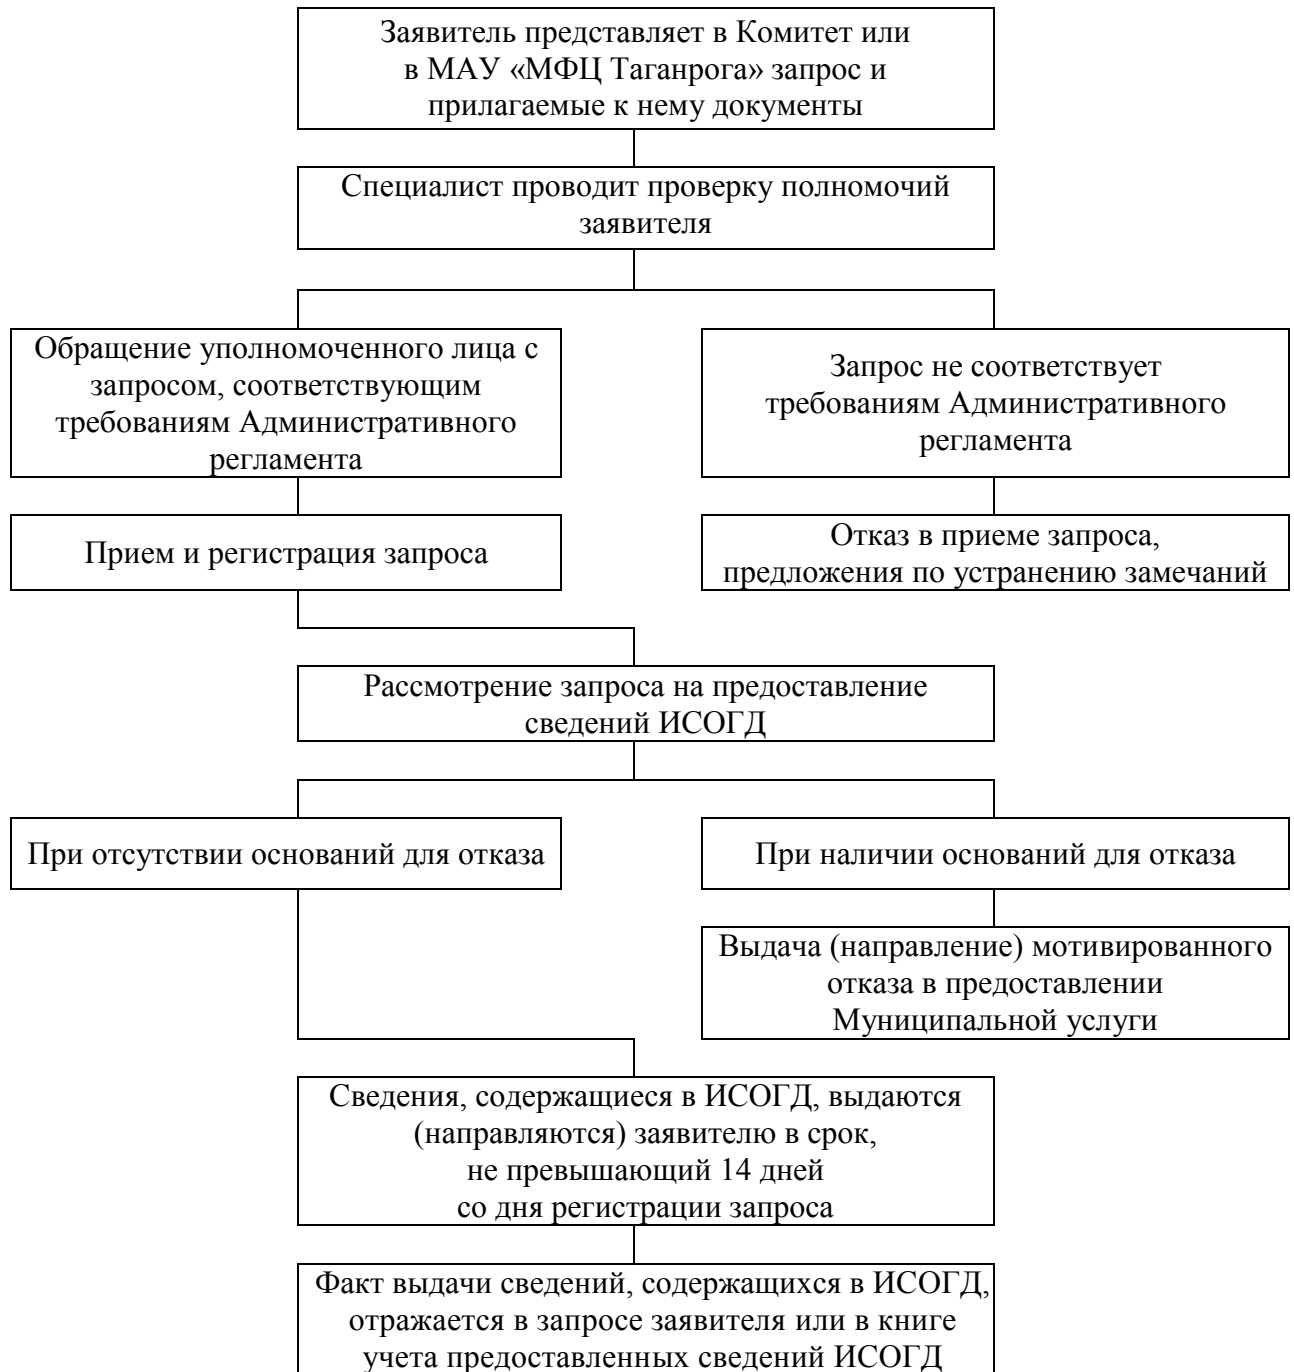 Заявитель представляет в Комитет или
в МАУ «МФЦ Таганрога» запрос и
прилагаемые к нему документы
Специалист проводит проверку полномочий
заявителя
Обращение уполномоченного лица с
запросом, соответствующим
требованиям Административного
регламента
Запрос не соответствует
требованиям Административного
регламента
Прием и регистрация запроса
Отказ в приеме запроса,
предложения по устранению замечаний
Рассмотрение запроса на предоставление
сведений ИСОГД
При отсутствии оснований для отказа
При наличии оснований для отказа
Выдача (направление) мотивированного
отказа в предоставлении
Муниципальной услуги
Сведения, содержащиеся в ИСОГД, выдаются
(направляются) заявителю в срок,
не превышающий 14 дней
со дня регистрации запроса
Факт выдачи сведений, содержащихся в ИСОГД,
отражается в запросе заявителя или в книге
учета предоставленных сведений ИСОГД